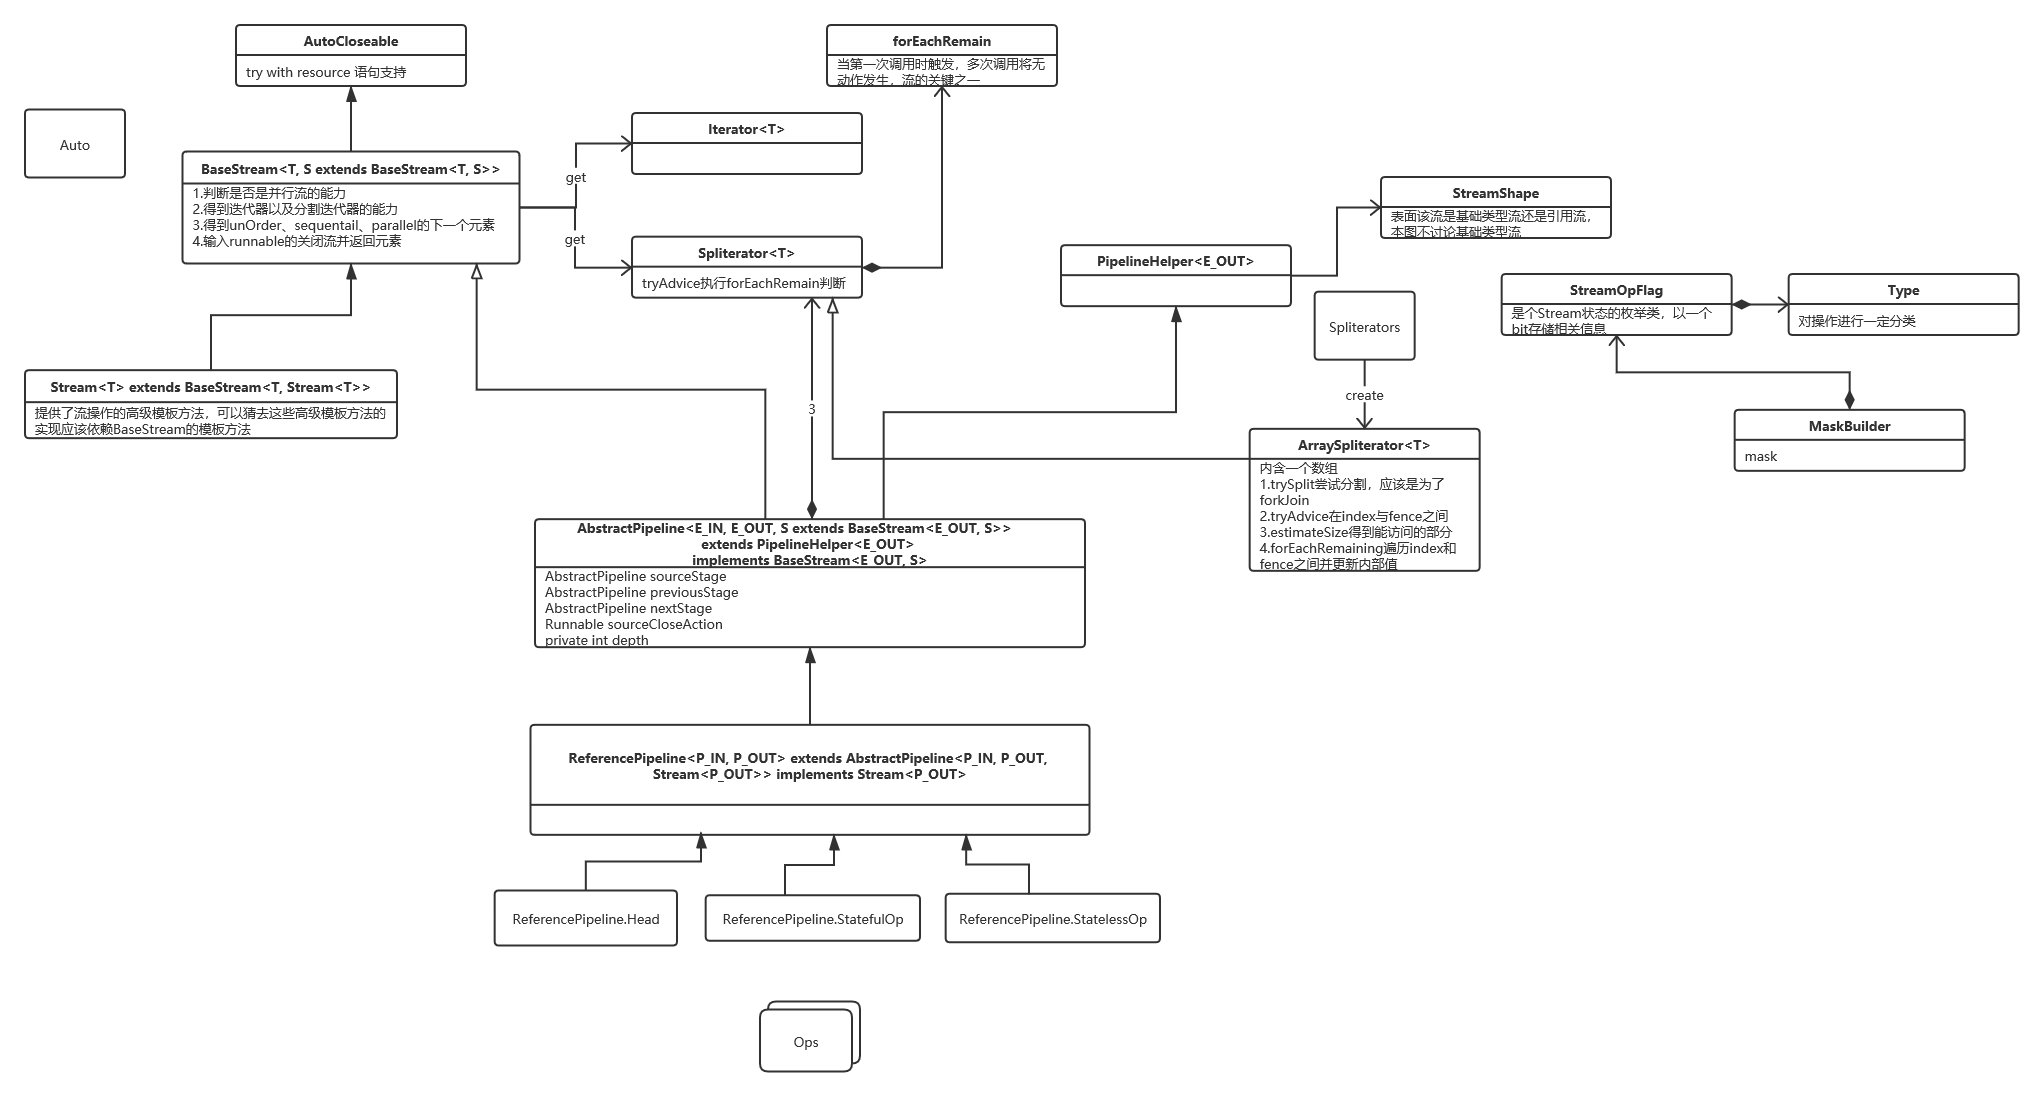 AutoCloseable
try with resource 语句支持
forEachRemain
当第一次调用时触发，多次调用将无
动作发生，流的关键之一
Auto
Iterator<T>
BaseStream<T, S extends BaseStream<T, S>>
1.判断是否是并行流的能力
2.得到迭代器以及分割迭代器的能力
3.得到unOrder、sequentail、parallel的下一个元素
4.输入runnable的关闭流并返回元素
get
get
Spliterator<T>
tryAdvice执行forEachRemain判断
StreamShape
表面该流是基础类型流还是引用流，
本图不讨论基础类型流
PipelineHelper<E_OUT>
Spliterators
StreamOpFlag
是个Stream状态的枚举类，以一个
bit存储相关信息
Type
对操作进行一定分类
Stream<T> extends BaseStream<T, Stream<T>>
提供了流操作的高级模板方法，可以猜去这些高级模板方法的
实现应该依赖BaseStream的模板方法
3
create
MaskBuilder
mask
ArraySpliterator<T>
内含一个数组
1.trySplit尝试分割，应该是为了
forkJoin
2.tryAdvice在index与fence之间
3.estimateSize得到能访问的部分
4.forEachRemaining遍历index和
fence之间并更新内部值
AbstractPipeline<E_IN, E_OUT, S extends BaseStream<E_OUT, S>>
extends PipelineHelper<E_OUT>
implements BaseStream<E_OUT, S>
AbstractPipeline sourceStage
AbstractPipeline previousStage
AbstractPipeline nextStage
Runnable sourceCloseAction
private int depth
ReferencePipeline<P_IN, P_OUT> extends AbstractPipeline<P_IN, P_OUT,
Stream<P_OUT>> implements Stream<P_OUT>
ReferencePipeline.Head
ReferencePipeline.StatefulOp
ReferencePipeline.StatelessOp
Ops